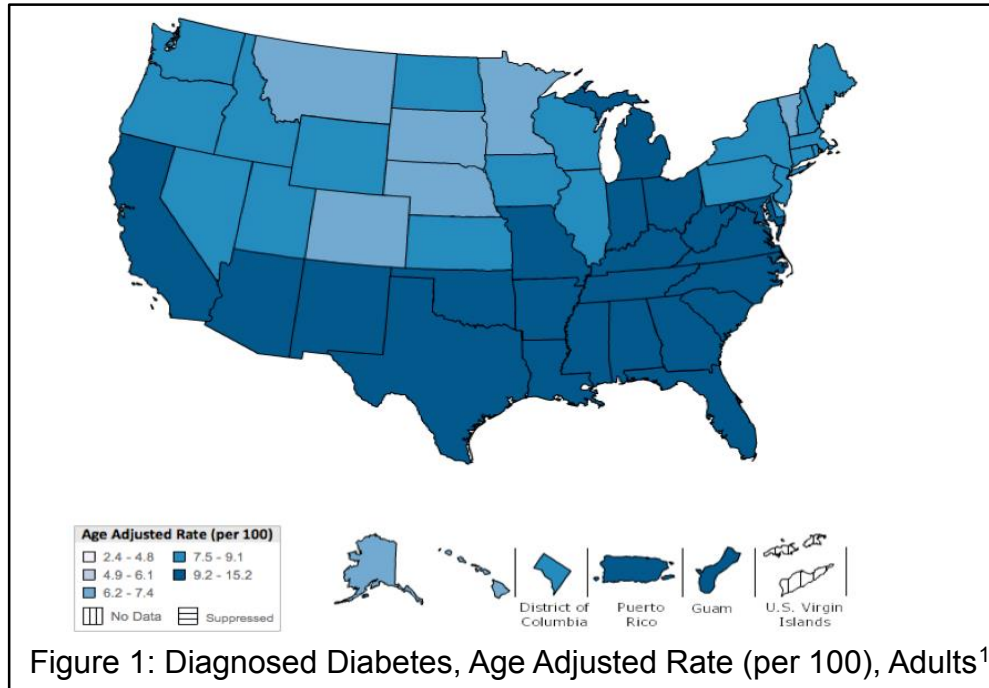 Age Adjusted Rate (per 100)
2.4 - 4.8
7.5 - 9.1
4.9 - 6.1
9.2 - 15.2
6.2 - 7.4
No Data
Suppressed
District of
Columbia
Puerto
Rico
Guam
U.S. Virgin
Islands
Figure 1: Diagnosed Diabetes, Age Adjusted Rate (per 100), Adults¹